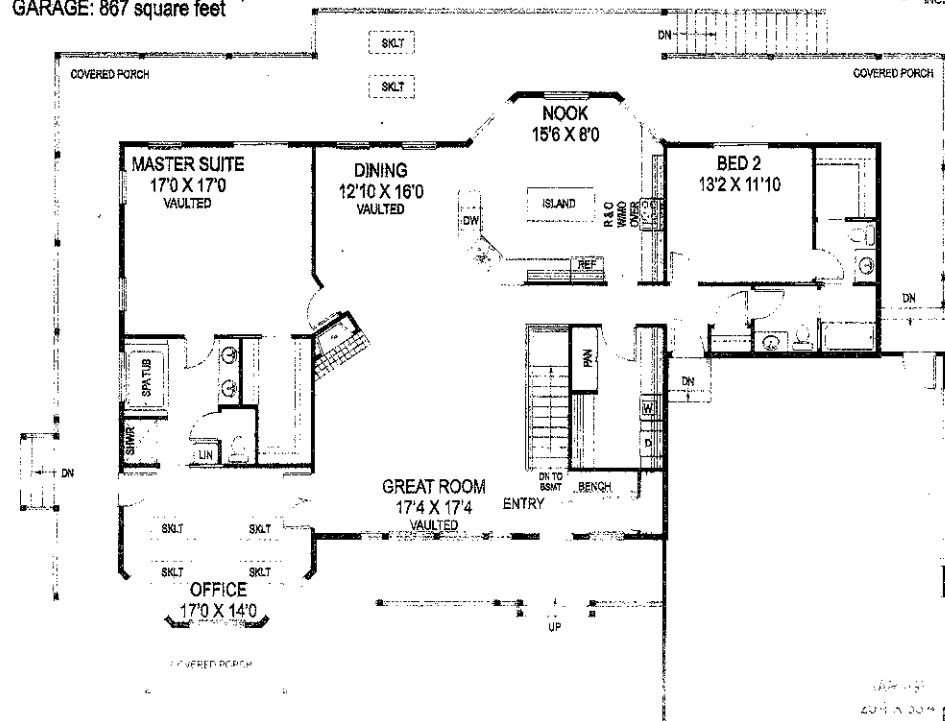 GARAGE: 867 square feet
SKLT
DN
COVERED PORCH
COVERED PORCH
SKLT
NOOK
15'6 X 8'0
MASTER SUITE
17'0 X 17'0
VAULTED
DINING
12'10 X 16'0
VAULTED
BED 2
13'2 X 11'10
ISLAND
R & O
W/MO
OVER
DW
REF
DN
SPA TUB
PAN
DN
W
D
SHWR
LIN
DN
DN TO
BSMT
BENCH
GREAT ROOM
17'4 X 17'4
VAULTED
ENTRY
SKLT
SKLT
SKLT
SKLT
OFFICE
17'0 X 14'0
UP
COVERED PORCH